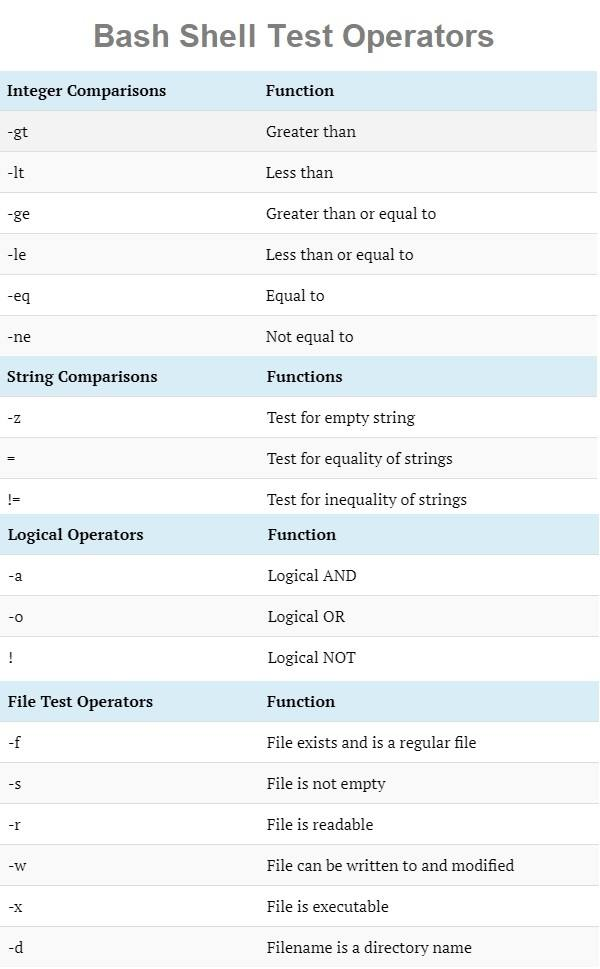 Bash Shell Test Operators
Integer Comparisons Function
-gt Greater than
-lt Less than
-ge Greater than or equal to
-le Less than or equal to
-eq Equal to
-ne Not equal to
String Comparisons Functions
-z Test for empty string
= Test for equality of strings
!= Test for inequality of strings
Logical Operators Function
-a Logical AND
-o Logical OR
! Logical NOT
File Test Operators Function
-f File exists and is a regular file
-s File is not empty
-r File is readable
-w File can be written to and modified
-x File is executable
-d Filename is a directory name